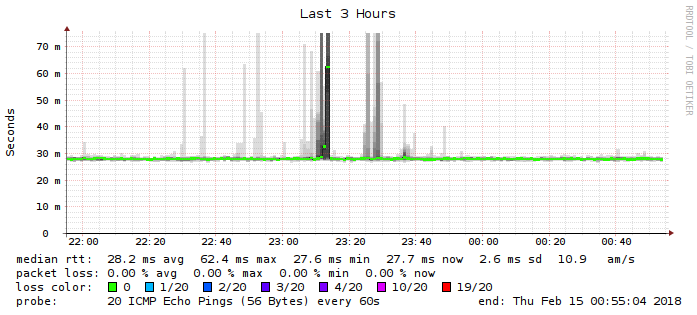 Last 3 Hours
RRDTOOL / TOBI OETIKER
Seconds
70 m
60 m
50 m
40 m
30 m
20 m
10 m
0
22:00 22:20 22:40 23:00 23:20 23:40 00:00 00:20 00:40
median rtt: 28.2 ms avg 62.4 ms max 27.6 ms min 27.7 ms now 2.6 ms sd 10.9 am/s
packet loss: 0.00 % avg 0.00 % max 0.00 % min 0.00 % now
loss color: 0 1/20 2/20 3/20 4/20 10/20 19/20
probe: 20 ICMP Echo Pings (56 Bytes) every 60s end: Thu Feb 15 00:55:04 2018